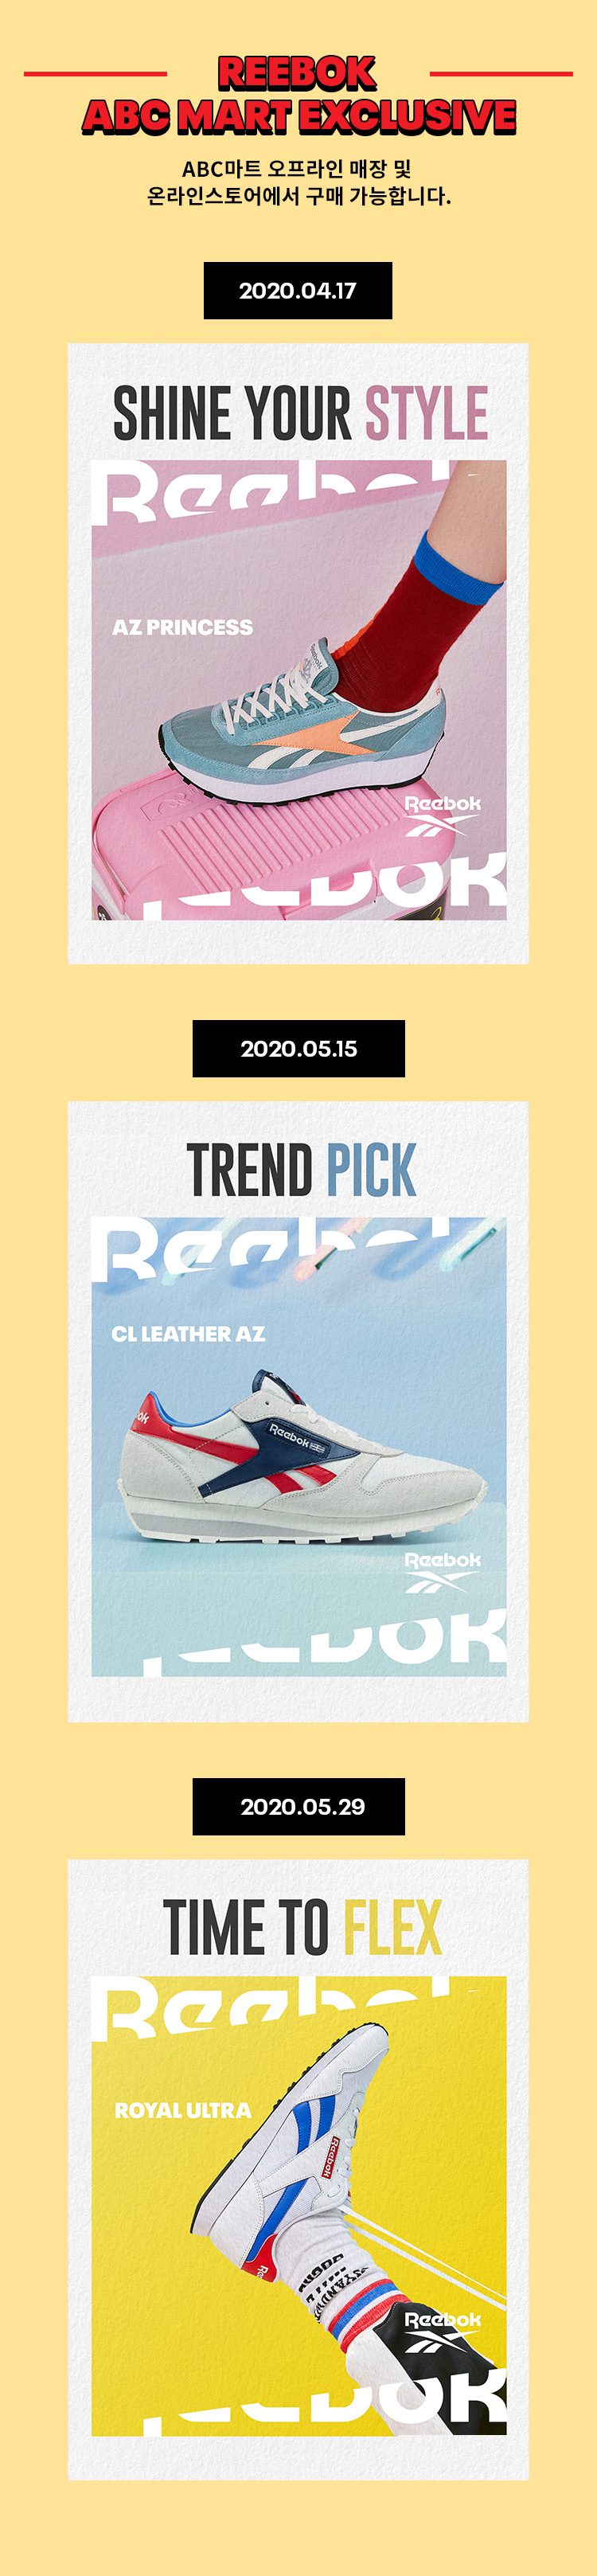 REEBOK
ABC MART EXCLUSIVE
ABC마트 오프라인 매장 및
온라인스토어에서 구매 가능합니다.
2020.04.17
SHINE YOUR STYLE
Reebok
AZ PRINCESS
Reebok
Reebok
Reebok
2020.05.15
TREND PICK
Reebok
CL LEATHER AZ
Reebok
Reebok
Reebok
2020.05.29
TIME TO FLEX
Reebok
ROYAL ULTRA
Reebok
Reebok
Reebok